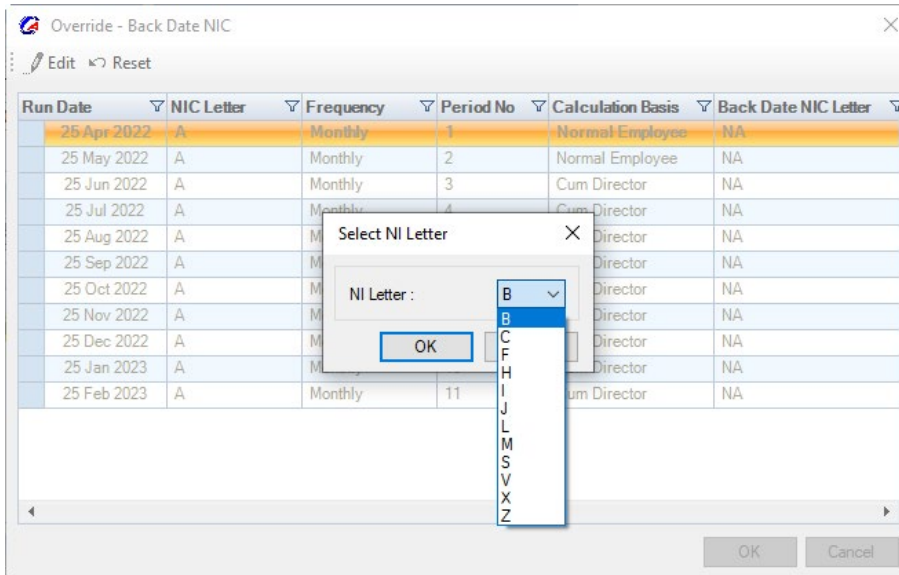 Override - Back Date NIC
Edit Reset
Run Date NIC Letter Frequency Period No Calculation Basis Back Date NIC Letter
25 Apr 2022 A Monthly 1 Normal Employee NA
25 May 2022 A Monthly 2 Normal Employee NA
25 Jun 2022 A Monthly 3 Cum Director NA
25 Jul 2022 A Monthly 4 Cum Director NA
25 Aug 2022 A Director NA
25 Sep 2022 A Director NA
25 Oct 2022 A Director NA
25 Nov 2022 A Director NA
25 Dec 2022 A Director NA
25 Jan 2023 A Director NA
25 Feb 2023 A Monthly 11 Cum Director NA
Select NI Letter
NI Letter : B
B
C
F
H
I
J
L
M
S
V
X
Z
OK
OK Cancel